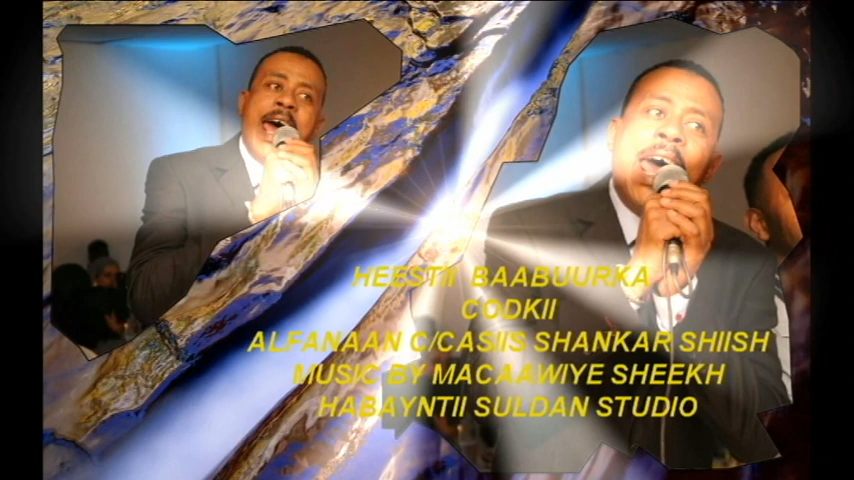 HEESTII BAABUURKA
CODKII
ALFANAAN C/CASIIS SHANKAR SHIISH
MUSIC BY MACAAWIYE SHEEKH
HABAYNTII SULDAN STUDIO